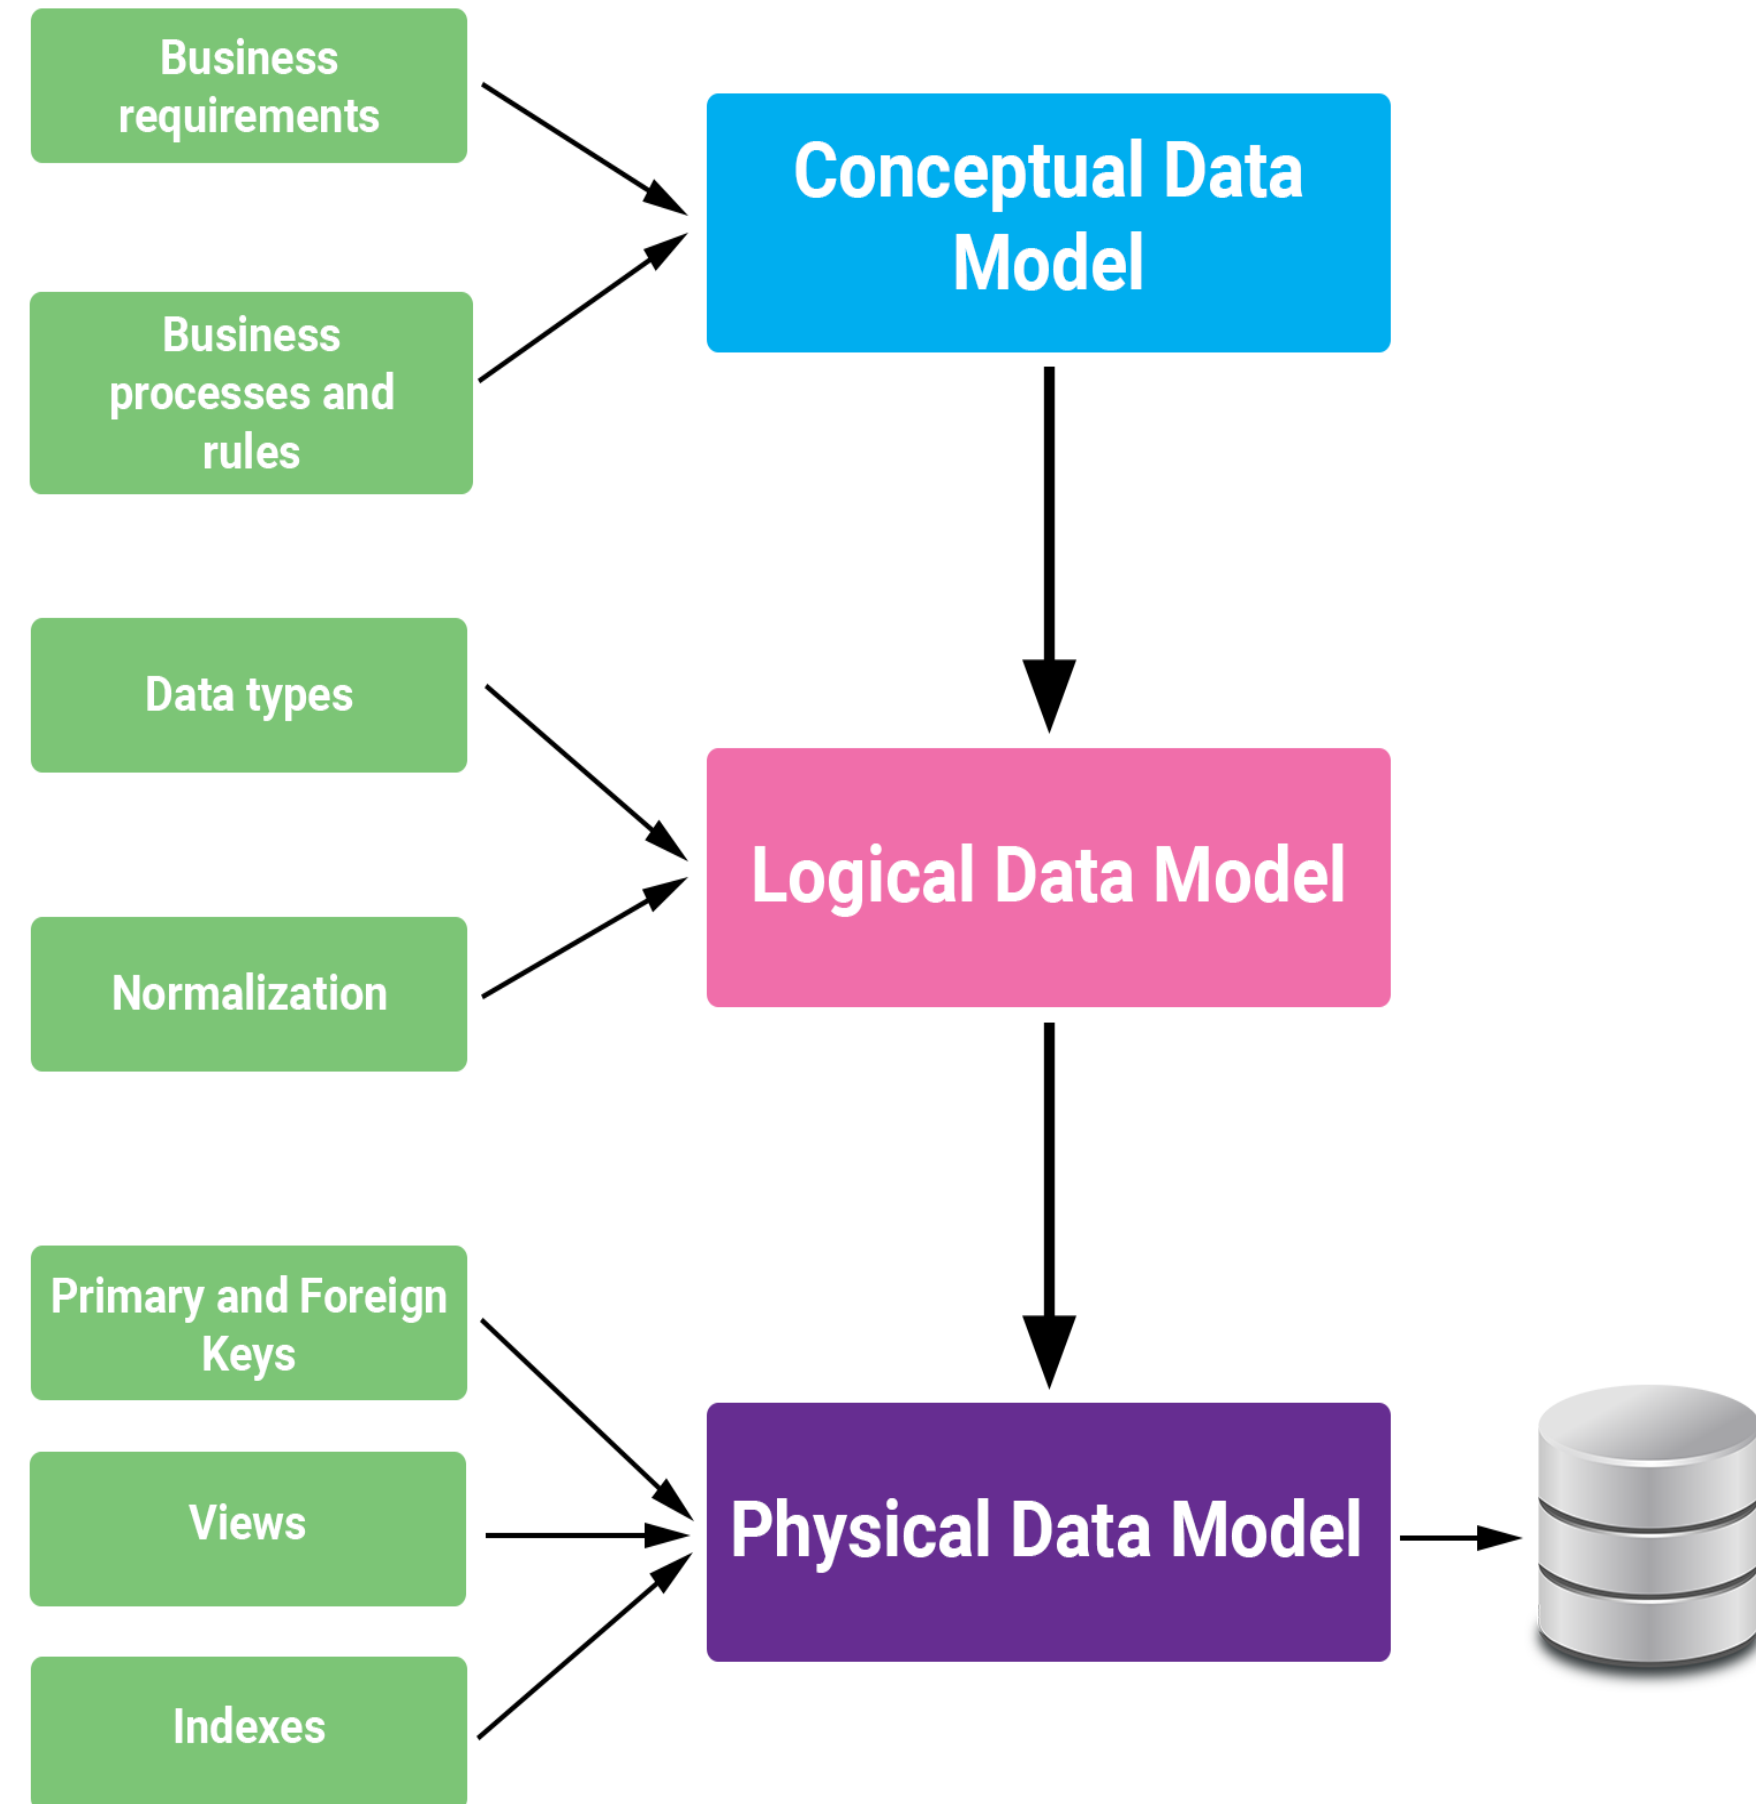 Business
requirements
Conceptual Data
Model
Business
processes and
rules
Data types
Logical Data Model
Normalization
Primary and Foreign
Keys
Views
Physical Data Model
Indexes